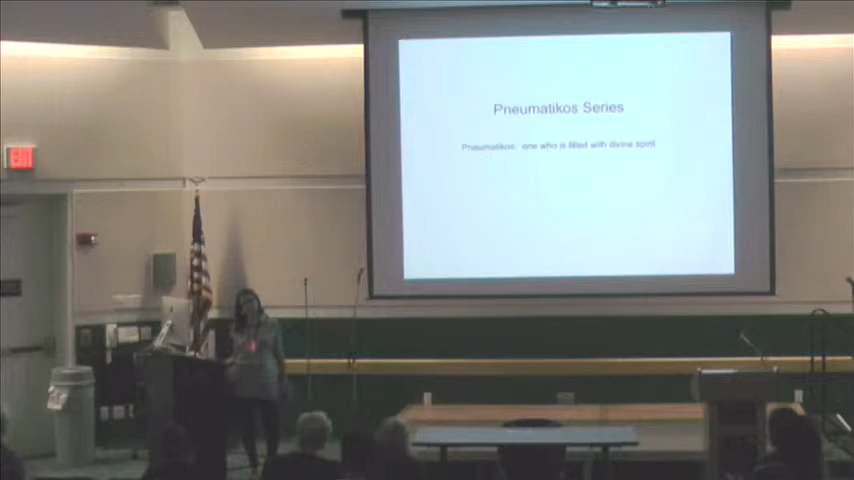 Pneumatikos Series
Pneumatikos: one who is filled with divine spirit
EXIT